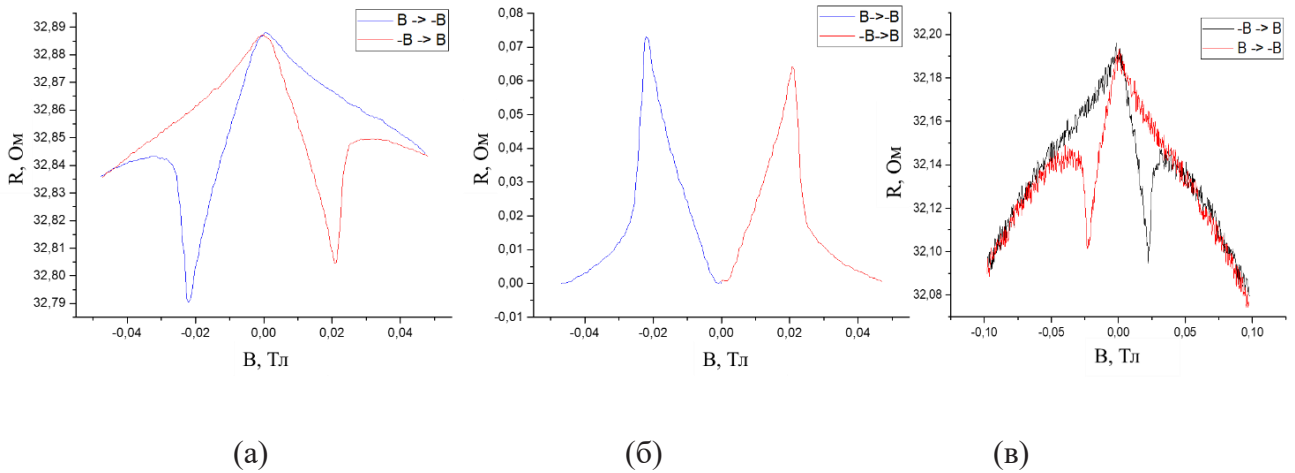 32,89
32,88
32,87
32,86
32,85
32,84
32,83
32,82
32,81
32,80
32,79
R, Ом
B -> -B
-B -> B
-0,04
-0,02
0,00
0,02
0,04
B, Тл
(а)
0,08
0,07
0,06
0,05
0,04
0,03
0,02
0,01
0,00
-0,01
R, Ом
B->-B
-B->B
-0,04
-0,02
0,00
0,02
0,04
B, Тл
(б)
32,20
32,18
32,16
32,14
32,12
32,10
32,08
R, Ом
-B -> B
B -> -B
-0,10
-0,05
0,00
0,05
0,10
B, Тл
(в)